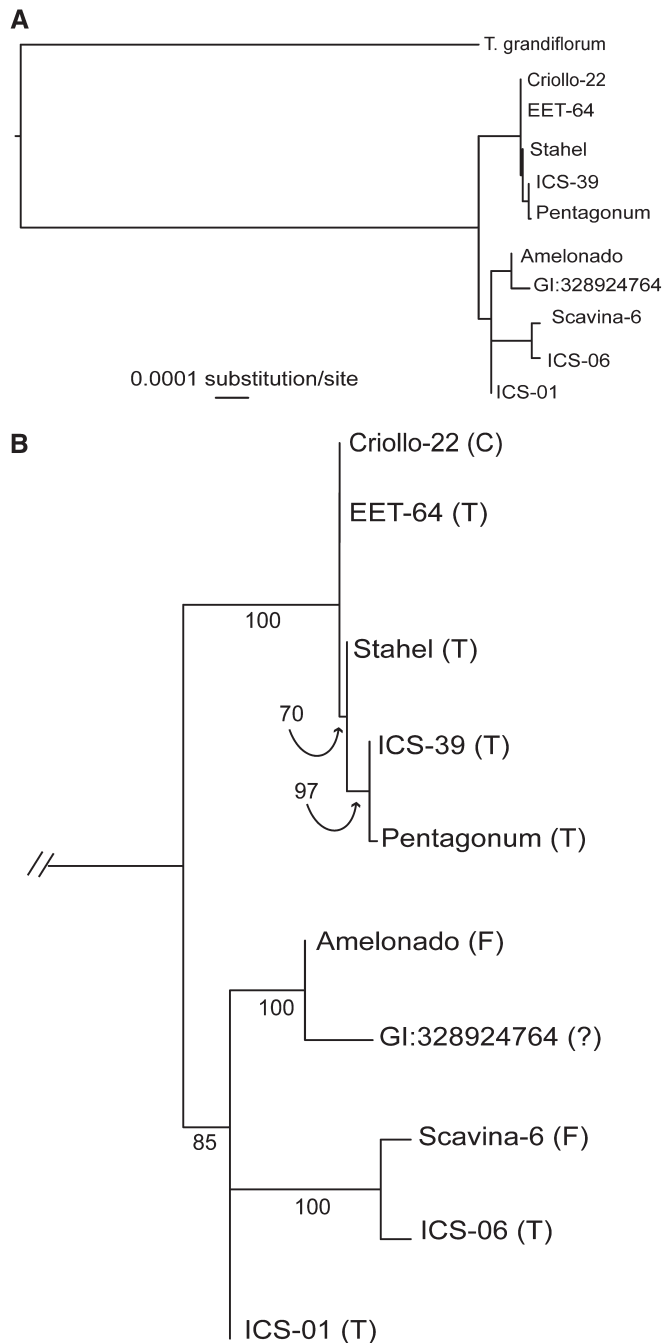 A
T. grandiflorum
Criollo-22
EET-64
Stahel
ICS-39
Pentagonum
Amelonado
GI:328924764
Scavina-6
ICS-06
ICS-01
0.0001 substitution/site
B
Criollo-22 (C)
EET-64 (T)
100
Stahel (T)
70
ICS-39 (T)
97
Pentagonum (T)
Amelonado (F)
100
GI:328924764 (?)
Scavina-6 (F)
85
100
ICS-06 (T)
ICS-01 (T)